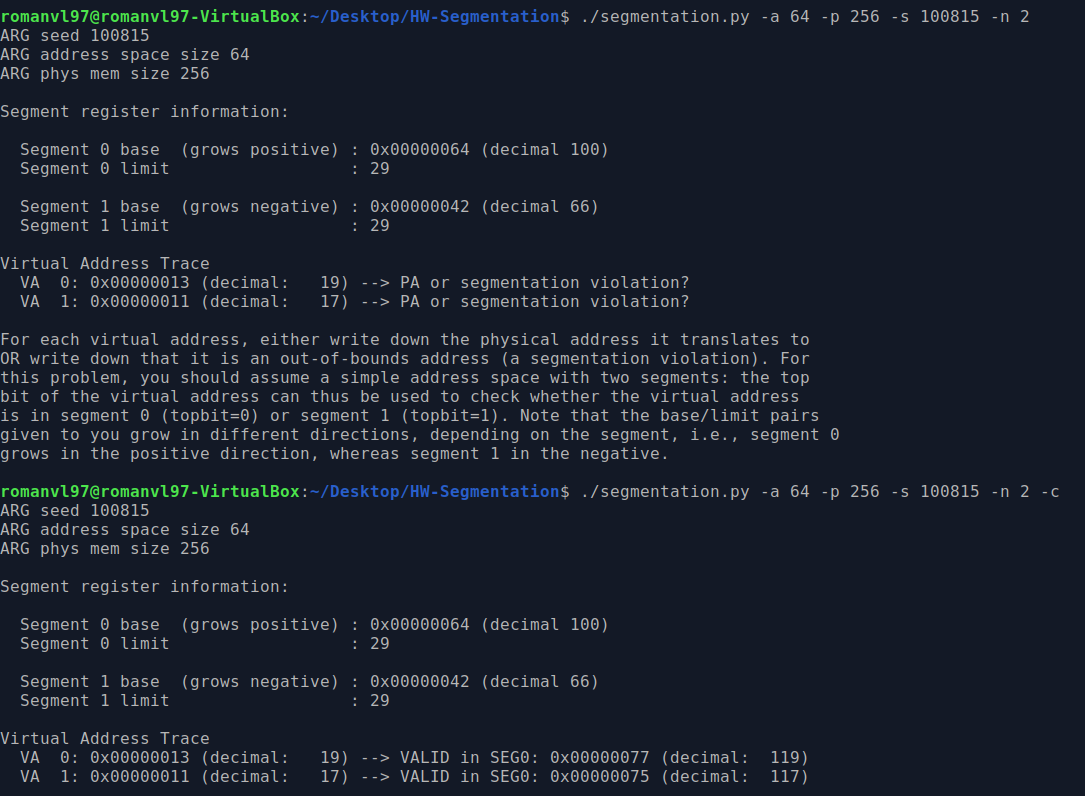 romanvl97@romanvl97-VirtualBox:~/Desktop/HW-Segmentation$ ./segmentation.py -a 64 -p 256 -s 100815 -n 2
ARG seed 100815
ARG address space size 64
ARG phys mem size 256
Segment register information:
  Segment 0 base  (grows positive) : 0x00000064 (decimal 100)
  Segment 0 limit                  : 29
  Segment 1 base  (grows negative) : 0x00000042 (decimal 66)
  Segment 1 limit                  : 29
Virtual Address Trace
  VA  0: 0x00000013 (decimal:   19) --> PA or segmentation violation?
  VA  1: 0x00000011 (decimal:   17) --> PA or segmentation violation?
For each virtual address, either write down the physical address it translates to
OR write down that it is an out-of-bounds address (a segmentation violation). For
this problem, you should assume a simple address space with two segments: the top
bit of the virtual address can thus be used to check whether the virtual address
is in segment 0 (topbit=0) or segment 1 (topbit=1). Note that the base/limit pairs
given to you grow in different directions, depending on the segment, i.e., segment 0
grows in the positive direction, whereas segment 1 in the negative.
romanvl97@romanvl97-VirtualBox:~/Desktop/HW-Segmentation$ ./segmentation.py -a 64 -p 256 -s 100815 -n 2 -c
ARG seed 100815
ARG address space size 64
ARG phys mem size 256
Segment register information:
  Segment 0 base  (grows positive) : 0x00000064 (decimal 100)
  Segment 0 limit                  : 29
  Segment 1 base  (grows negative) : 0x00000042 (decimal 66)
  Segment 1 limit                  : 29
Virtual Address Trace
  VA  0: 0x00000013 (decimal:   19) --> VALID in SEG0: 0x00000077 (decimal:  119)
  VA  1: 0x00000011 (decimal:   17) --> VALID in SEG0: 0x00000075 (decimal:  117)